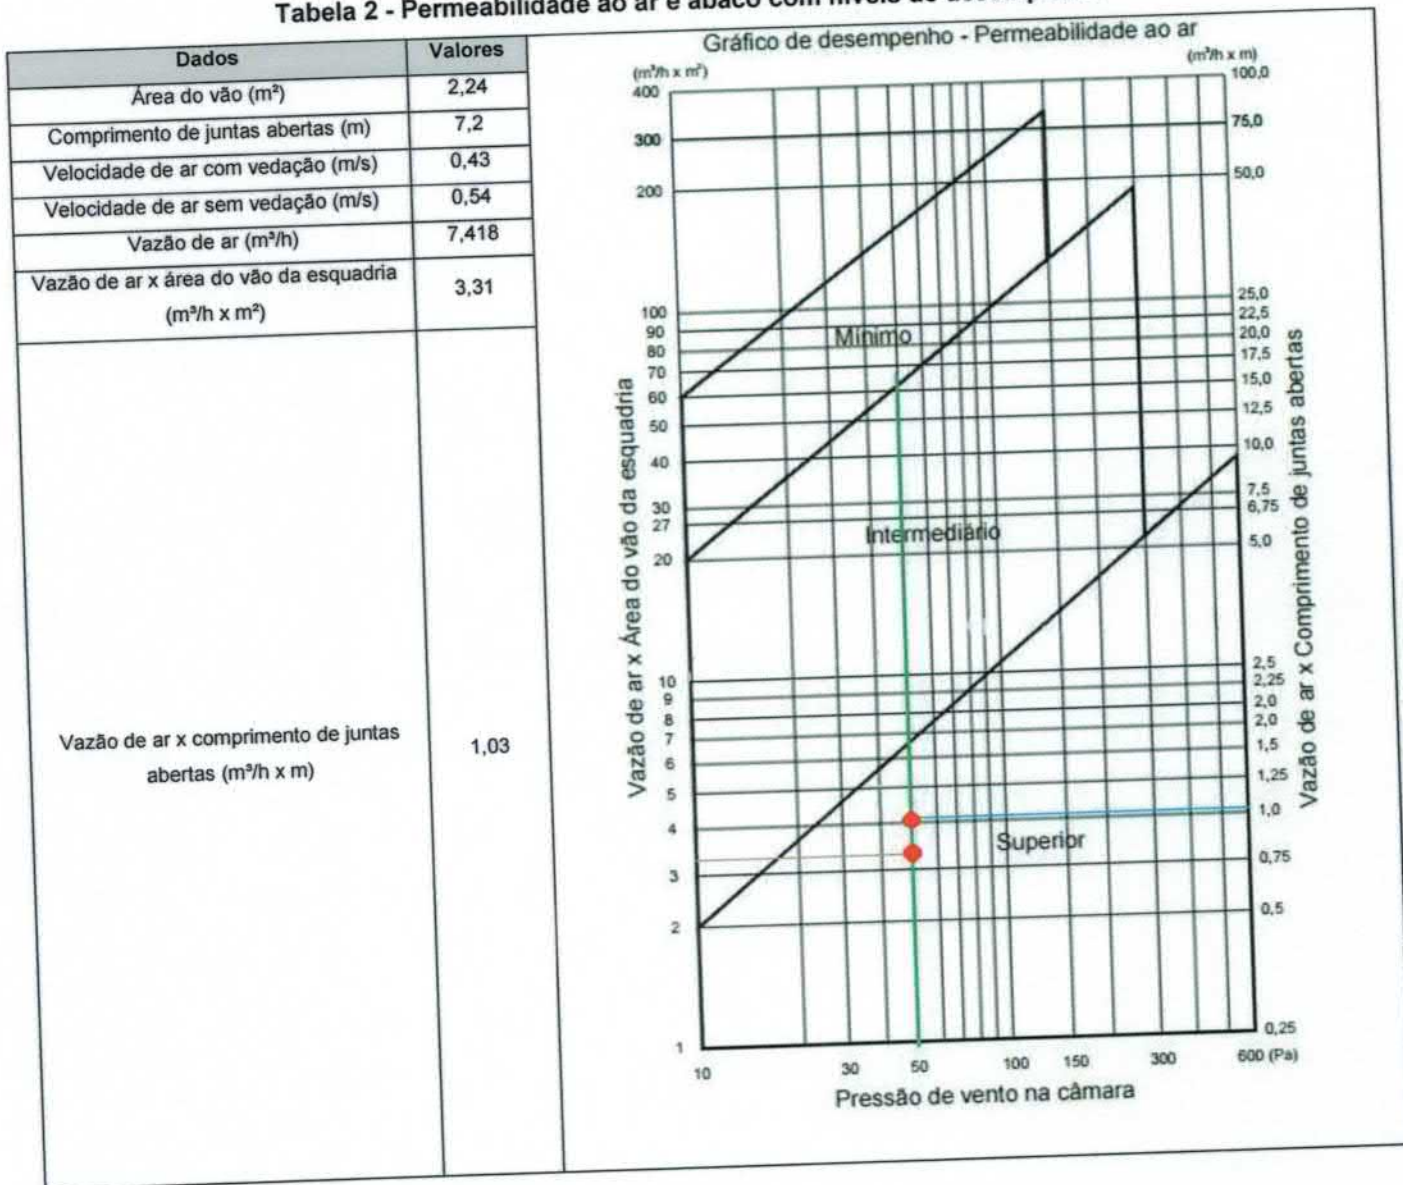 Tabela 2 - Permeabilidade ao ar e ábaco com níveis de
Dados Valores
Área do vão (m²) 2,24
Comprimento de juntas abertas (m) 7,2
Velocidade de ar com vedação (m/s) 0,43
Velocidade de ar sem vedação (m/s) 0,54
Vazão de ar (m³/h) 7,418
Vazão de ar x área do vão da esquadria
(m³/h x m²)
3,31
Vazão de ar x comprimento de juntas
abertas (m³/h x m)
1,03
Gráfico de desempenho - Permeabilidade ao ar
(m³/h x m²)
(m³/h x m)
400
300
200
100
90
80
70
60
50
40
30
27
20
10
9
8
7
6
5
4
3
2
1
Vazão de ar x Área do vão da esquadria
Mínimo
Intermediário
Superior
100,0
75,0
50,0
25,0
22,5
20,0
17,5
15,0
12,5
10,0
7,5
6,75
5,0
2,5
2,25
2,0
2,0
1,5
1,25
1,0
0,75
0,5
0,25
Vazão de ar x Comprimento de juntas abertas
10 30 50 100 150 300 600 (Pa)
Pressão de vento na câmara